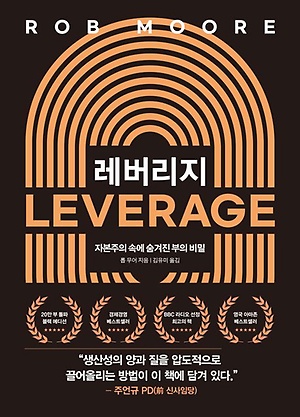 ROB MOORE
레버리지
LEVERAGE
자본주의 속에 숨겨진 부의 비밀
롭 무어 지음 | 김유미 옮김
20만 부 돌파
블랙 에디션
경제경영
베스트셀러
BBC 라디오 선정
최고의 책
영국 아마존
베스트셀러
“생산성의 양과 질을 압도적으로
끌어올리는 방법이 이 책에 담겨 있다.”
– 주언규 PD(前 신사임당)